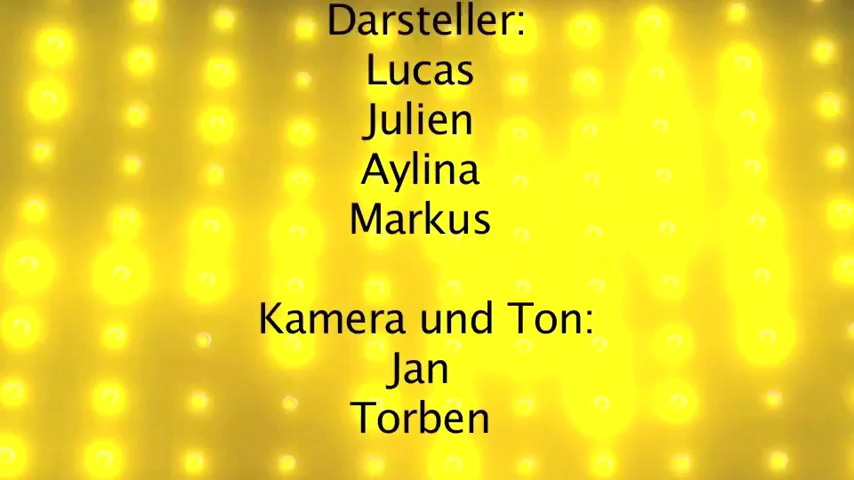 Darsteller:
Lucas
Julien
Aylina
Markus
Kamera und Ton:
Jan
Torben